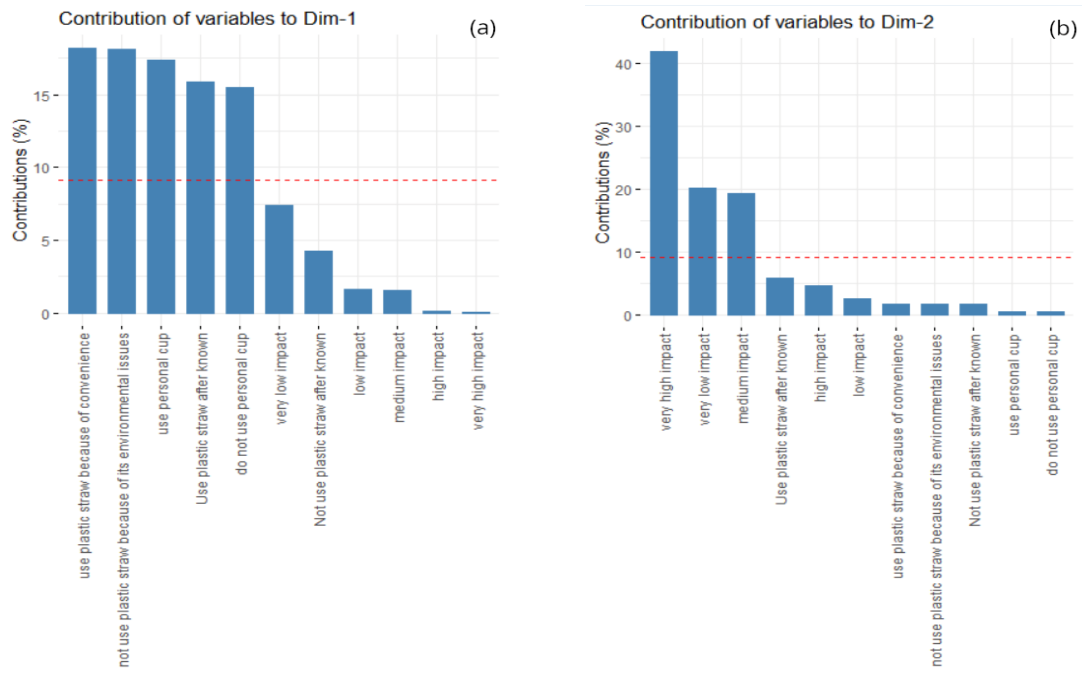 Contribution of variables to Dim-1
(a)
Contributions (%)
15
10
5
0
use plastic straw because of convenience
not use plastic straw because of its environmental issues
use personal cup
Use plastic straw after known
do not use personal cup
very low impact
Not use plastic straw after known
low impact
medium impact
high impact
very high impact
Contribution of variables to Dim-2
(b)
Contributions (%)
40
30
20
10
0
very high impact
very low impact
medium impact
Use plastic straw after known
high impact
low impact
use plastic straw because of convenience
not use plastic straw because of its environmental issues
Not use plastic straw after known
use personal cup
do not use personal cup